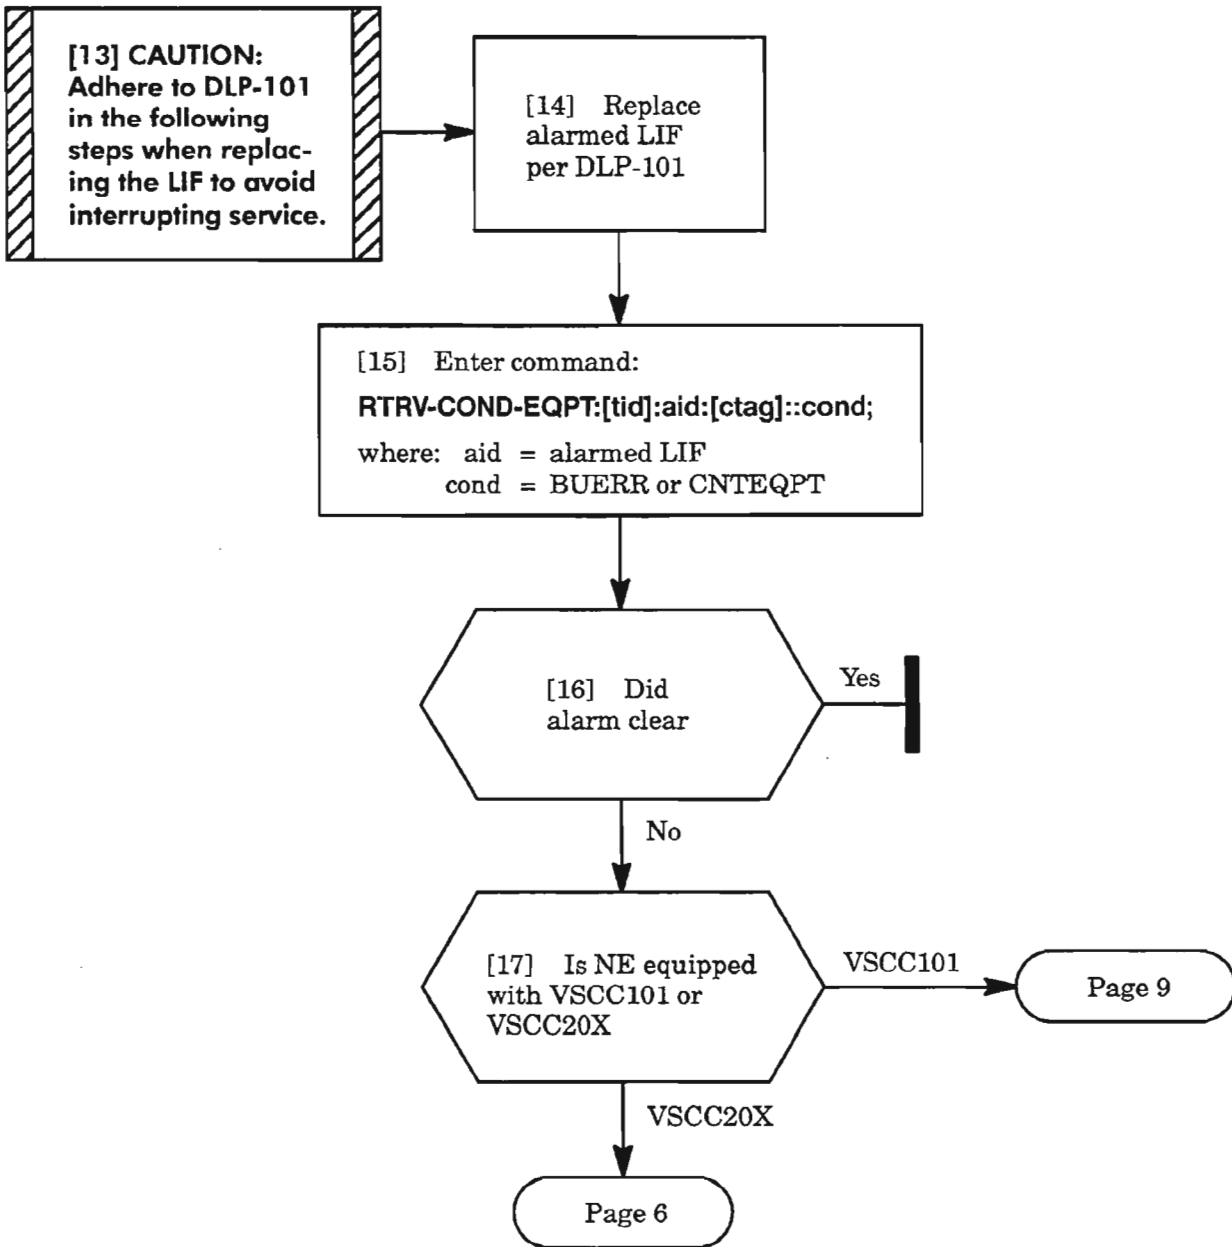 [13] CAUTION:
Adhere to DLP-101
in the following
steps when replac-
ing the LIF to avoid
interrupting service.
[14] Replace
alarmed LIF
per DLP-101
[15] Enter command:
RTRV-COND-EQPT:[tid]:aid:[ctag]::cond;
where: aid = alarmed LIF
cond = BUERR or CNTEQPT
[16] Did
alarm clear
Yes
No
[17] Is NE equipped
with VSCC101 or
VSCC20X
VSCC101
Page 9
VSCC20X
Page 6